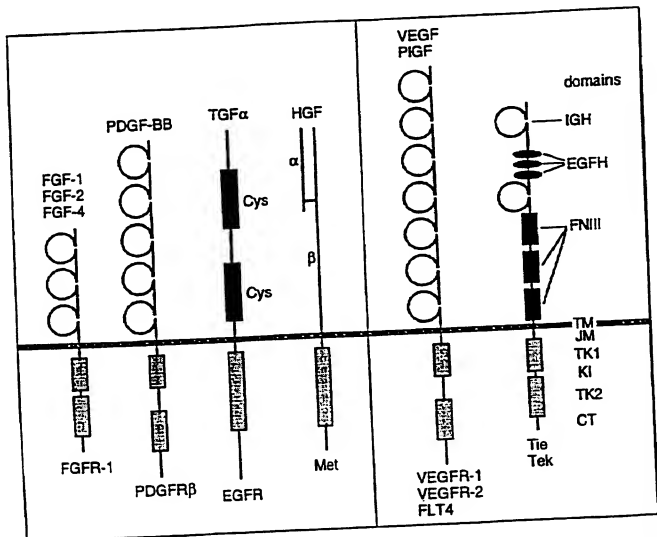 FGF-1
FGF-2
FGF-4
PDGF-BB
TGFα
HGF
α
β
Cys
Cys
FGFR-1
PDGFRβ
EGFR
Met
VEGF
PlGF
domains
IGH
EGFH
FNIII
TM
JM
TK1
KI
TK2
CT
VEGFR-1
VEGFR-2
FLT4
Tie
Tek